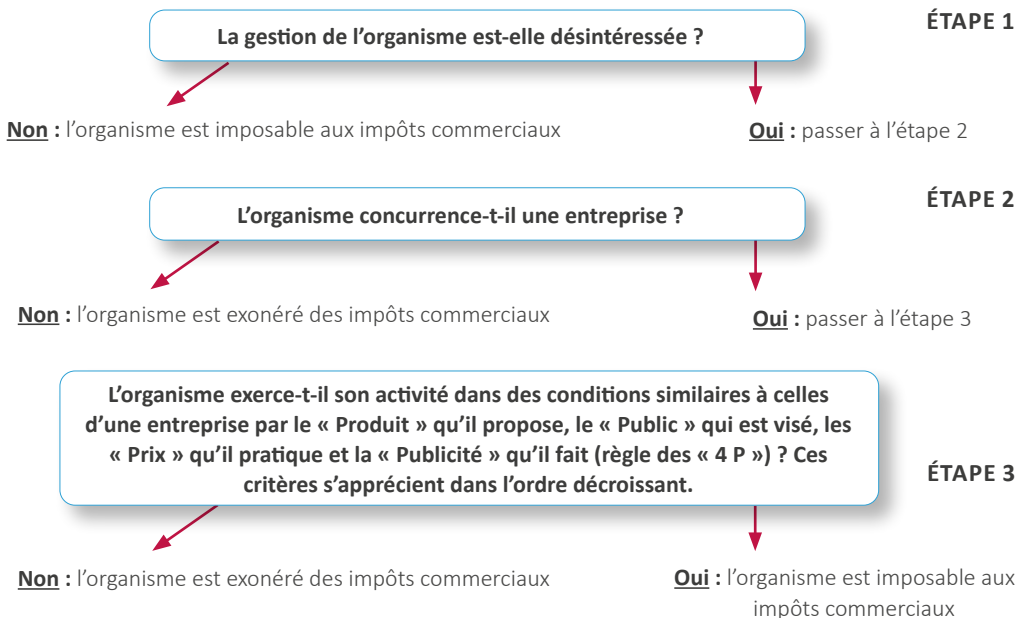 La gestion de l’organisme est-elle désintéressée ?
ÉTAPE 1
Non : l’organisme est imposable aux impôts commerciaux
Oui : passer à l’étape 2
ÉTAPE 2
L’organisme concurrence-t-il une entreprise ?
Non : l’organisme est exonéré des impôts commerciaux
Oui : passer à l’étape 3
L’organisme exerce-t-il son activité dans des conditions similaires à celles
d’une entreprise par le « Produit » qu’il propose, le « Public » qui est visé, les
« Prix » qu’il pratique et la « Publicité » qu’il fait (règle des « 4 P ») ? Ces
critères s’apprécient dans l’ordre décroissant.
ÉTAPE 3
Non : l’organisme est exonéré des impôts commerciaux
Oui : l’organisme est imposable aux
impôts commerciaux